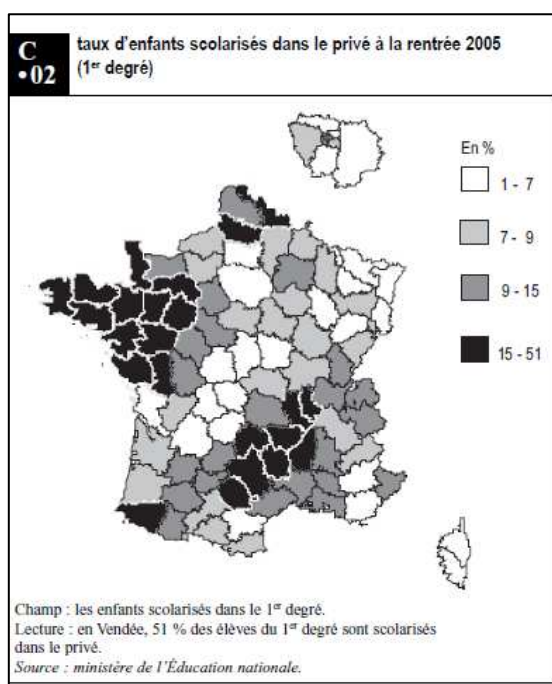 C
•02
taux d'enfants scolarisés dans le privé à la rentrée 2005
(1er degré)
En %
1 - 7
7 - 9
9 - 15
15 - 51
Champ : les enfants scolarisés dans le 1er degré.
Lecture : en Vendée, 51 % des élèves du 1er degré sont scolarisés
dans le privé.
Source : ministère de l'Éducation nationale.